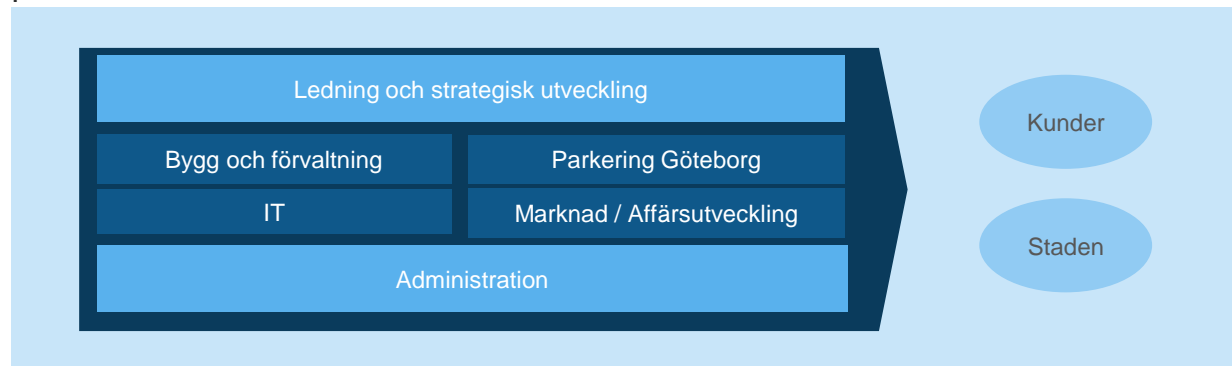 Ledning och strategisk utveckling
Bygg och förvaltning
Parkering Göteborg
IT
Marknad / Affärsutveckling
Administration
Kunder
Staden